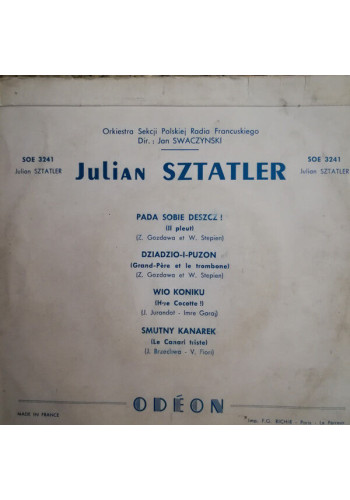 Orkiestra Sekcji Polskiej Radia Francuskiego
Dir. : Jan SWACZYNSKI
SOE 3241
Julian SZTATLER
Julian SZTATLER
SOE 3241
Julian SZTATLER
PADA SOBIE DESZCZ !
(Il pleut)
(Z. Gozdawa et W. Stepien)
DZIADZIO-I-PUZON
(Grand-Père et le trombone)
(Z. Gozdawa et W. Stepien)
WIO KONIKU
(Hue Cocotte !)
(J. Jurandot - Imre Garaj)
SMUTNY KANAREK
(Le Canari triste)
(J. Brzechwa - V. Fiori)
MADE IN FRANCE
ODÉON
Imp. F.D. - Paris